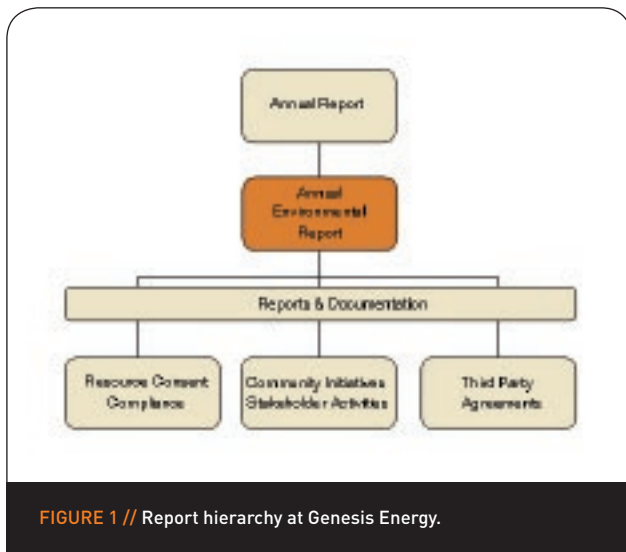 Annual Report
Annual
Environmental
Report
Reports & Documentation
Resource Consent
Compliance
Community Initiatives
Stakeholder Activities
Third Party
Agreements
FIGURE 1 // Report hierarchy at Genesis Energy.